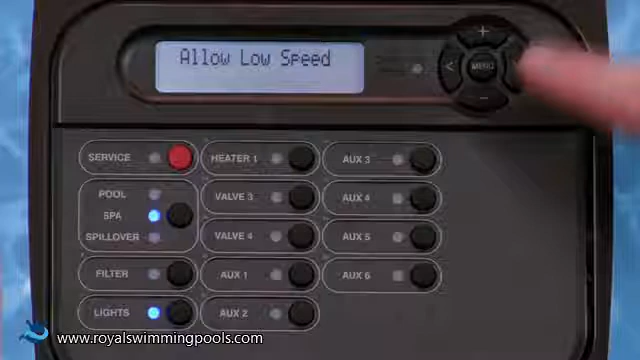 Allow Low Speed
+
<
MENU
-
SERVICE
HEATER 1
AUX 3
POOL
SPA
SPILLOVER
VALVE 3
AUX 4
VALVE 4
AUX 5
FILTER
AUX 1
AUX 6
LIGHTS
AUX 2
www.royalswimmingpools.com